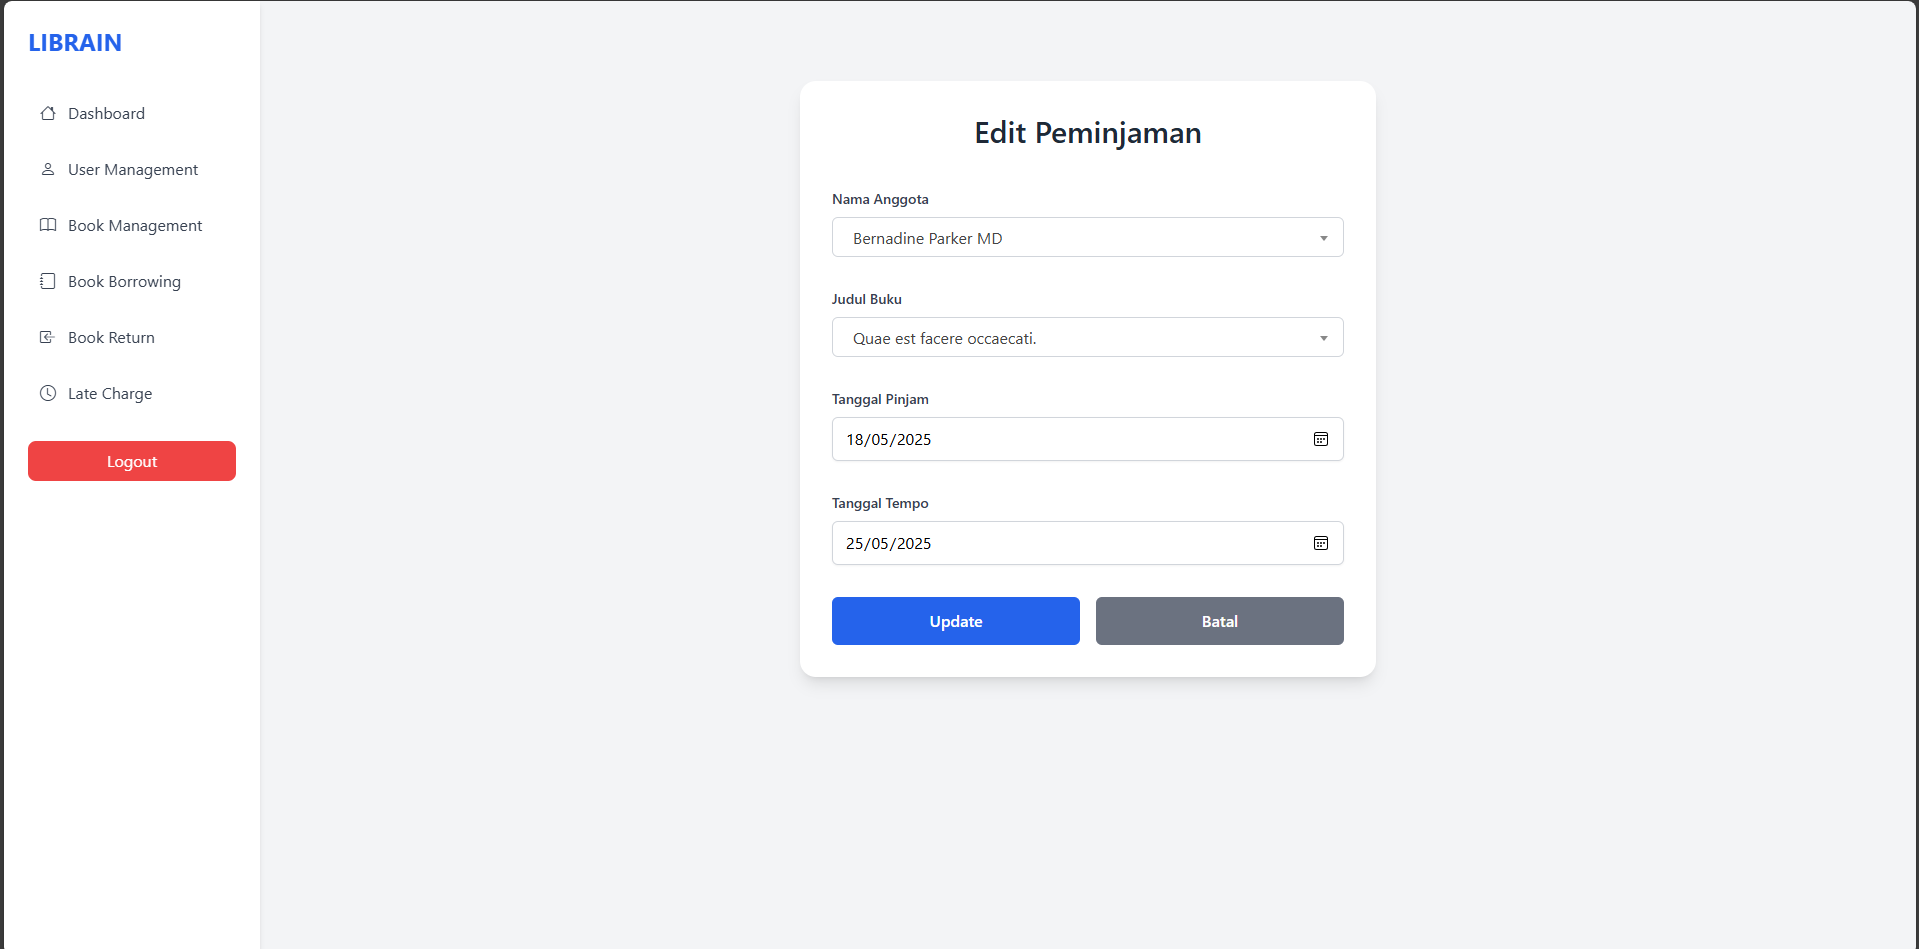 LIBRAIN
Dashboard
User Management
Book Management
Book Borrowing
Book Return
Late Charge
Logout
Edit Peminjaman
Nama Anggota
Bernadine Parker MD
Judul Buku
Quae est facere occaecati.
Tanggal Pinjam
18/05/2025
Tanggal Tempo
25/05/2025
Update
Batal